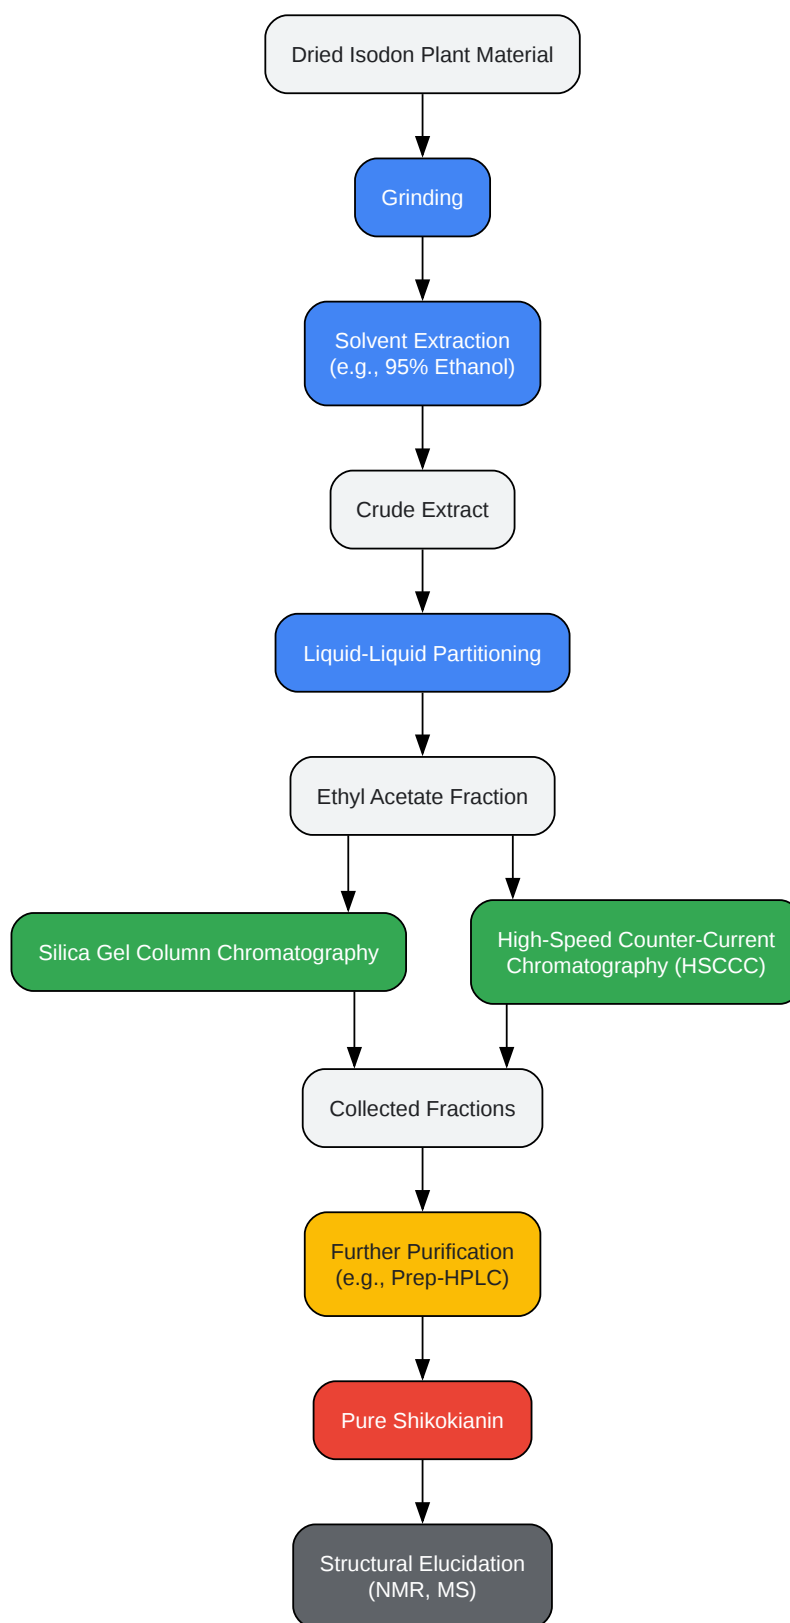 Dried Isodon Plant Material
Grinding
Solvent Extraction
(e.g., 95% Ethanol)
Crude Extract
Liquid-Liquid Partitioning
Ethyl Acetate Fraction
Silica Gel Column Chromatography
High-Speed Counter-Current
Chromatography (HSCCC)
Collected Fractions
Further Purification
(e.g., Prep-HPLC)
Pure Shikokianin
Structural Elucidation
(NMR, MS)